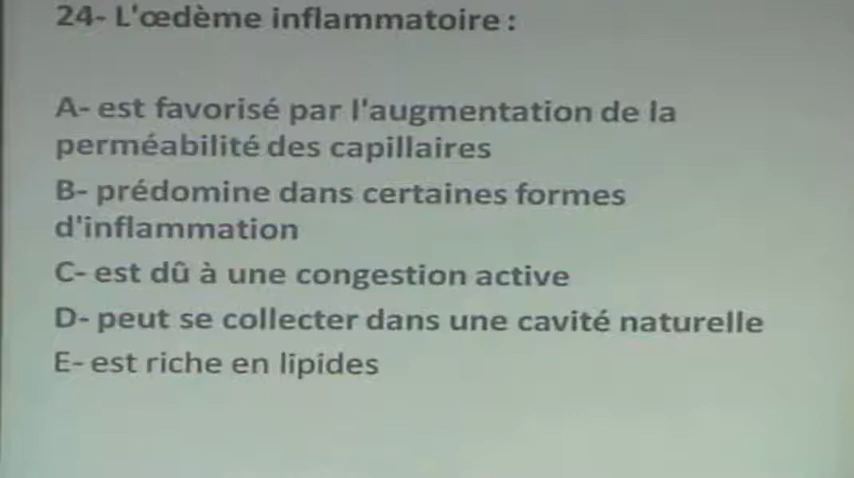 24- L'œdème inflammatoire :
A- est favorisé par l'augmentation de la
perméabilité des capillaires
B- prédomine dans certaines formes
d'inflammation
C- est dû à une congestion active
D- peut se collecter dans une cavité naturelle
E- est riche en lipides